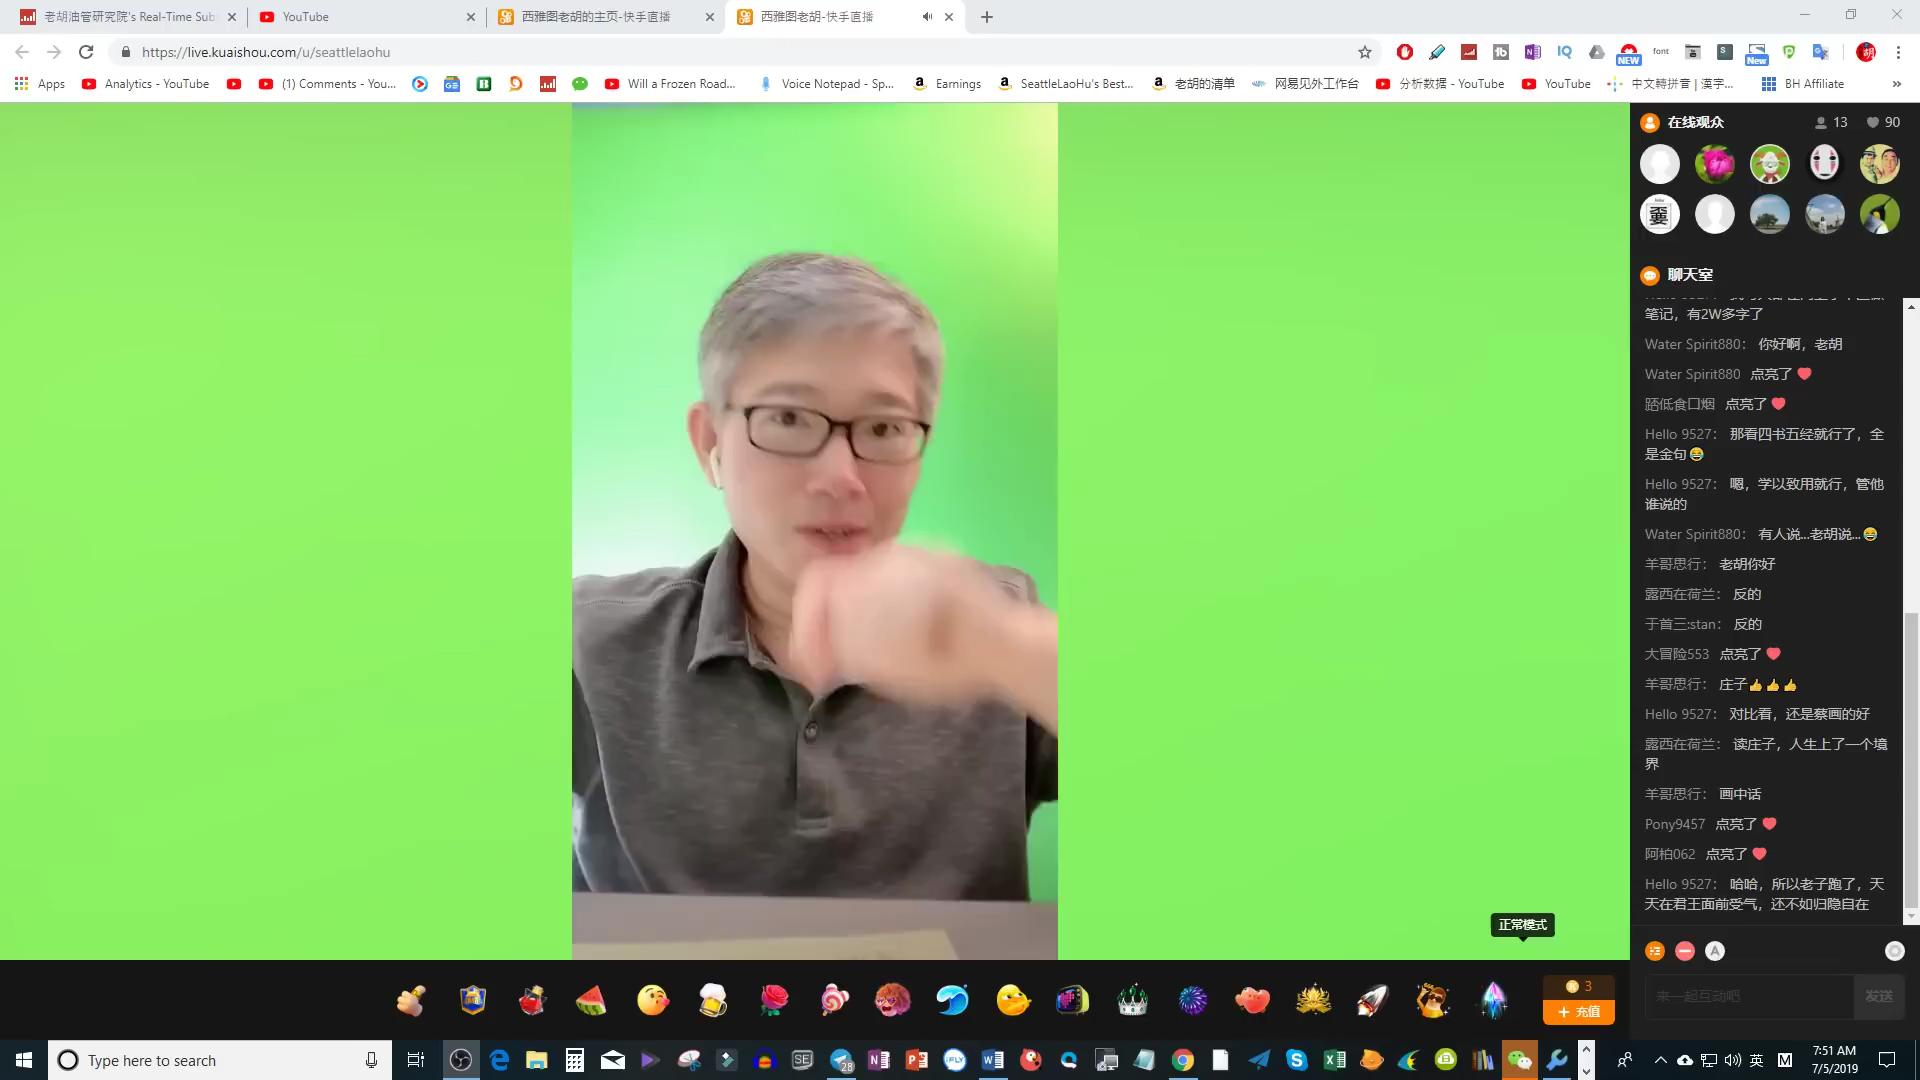 老胡油管研究院's Real-Time Sub
YouTube
西雅图老胡的主页-快手直播
西雅图老胡-快手直播
https://live.kuaishou.com/u/seattlelaohu
font
NEW
New
Apps
Analytics - YouTube
(1) Comments - You...
Will a Frozen Road...
Voice Notepad - Sp...
Earnings
SeattleLaoHu's Best...
老胡的清单
网易见外工作台
分析数据 - YouTube
YouTube
中文轉拼音 | 漢字...
BH Affiliate
在线观众
13
90
聊天室
笔记，有2W多字了
Water Spirit880： 你好啊，老胡
Water Spirit880 点亮了
踎低食口烟 点亮了
Hello 9527： 那看四书五经就行了，全
是金句😂
Hello 9527： 嗯，学以致用就行，管他
谁说的
Water Spirit880： 有人说...老胡说...😂
羊哥思行： 老胡你好
露西在荷兰： 反的
于首三:stan： 反的
大冒险553 点亮了
羊哥思行： 庄子👍👍👍
Hello 9527： 对比看，还是蔡画的好
露西在荷兰： 读庄子，人生上了一个境
界
羊哥思行： 画中话
Pony9457 点亮了
阿柏062 点亮了
Hello 9527： 哈哈，所以老子跑了，天
天在君王面前受气，还不如归隐自在
正常模式
3
+ 充值
来一起互动吧
发送
Type here to search
28
英
M
7:51 AM
7/5/2019